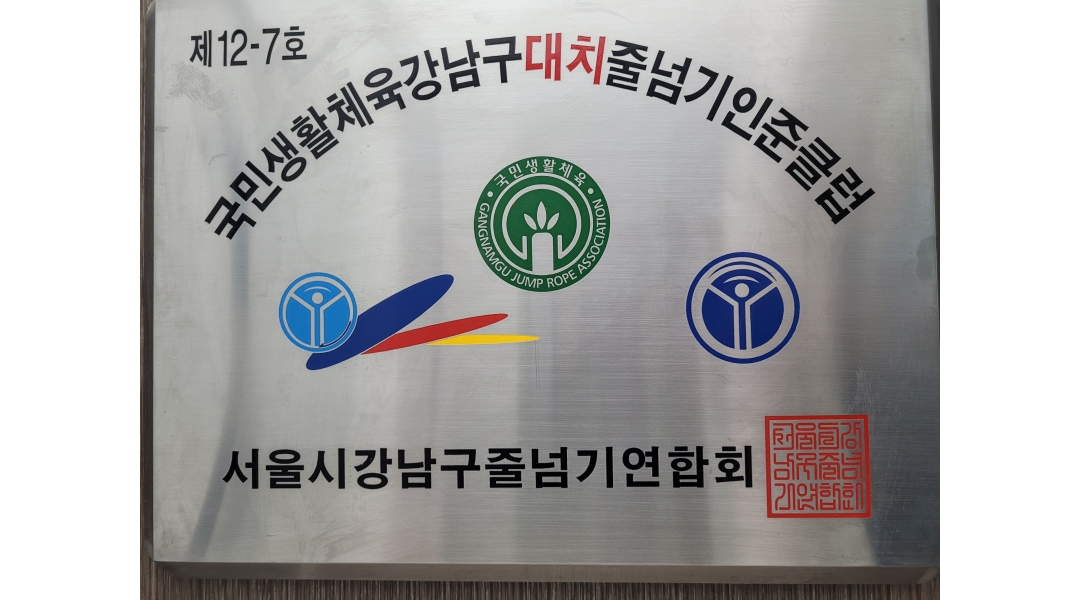 제12-7호
국민생활체육강남구대치줄넘기인준클럽
• 국민생활체육 •
GANGNAMGU JUMP ROPE ASSOCIATION
서울시강남구줄넘기연합회